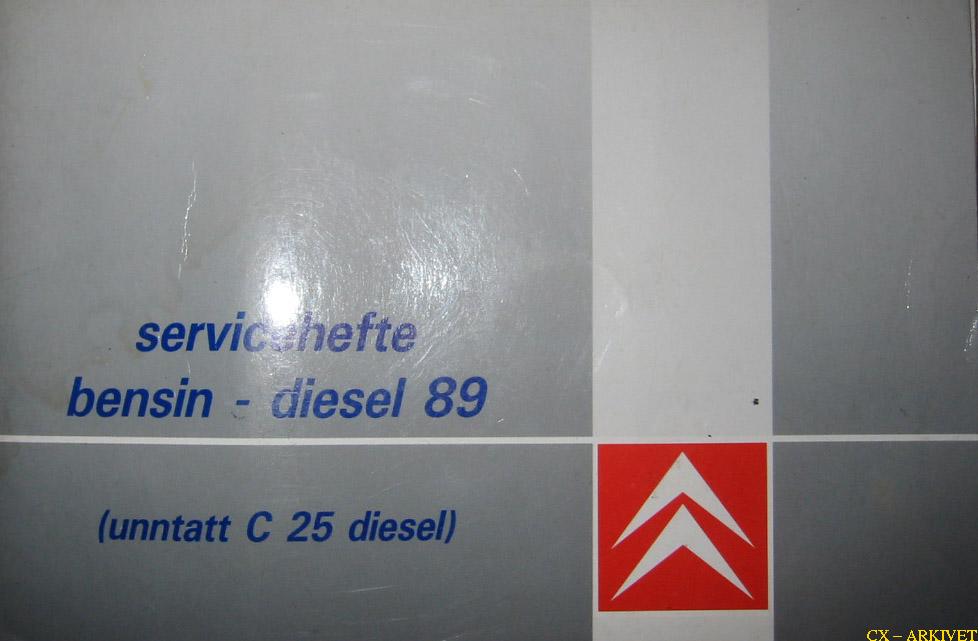 servicehefte
bensin - diesel 89
(unntatt C 25 diesel)
CX – ARKIVET